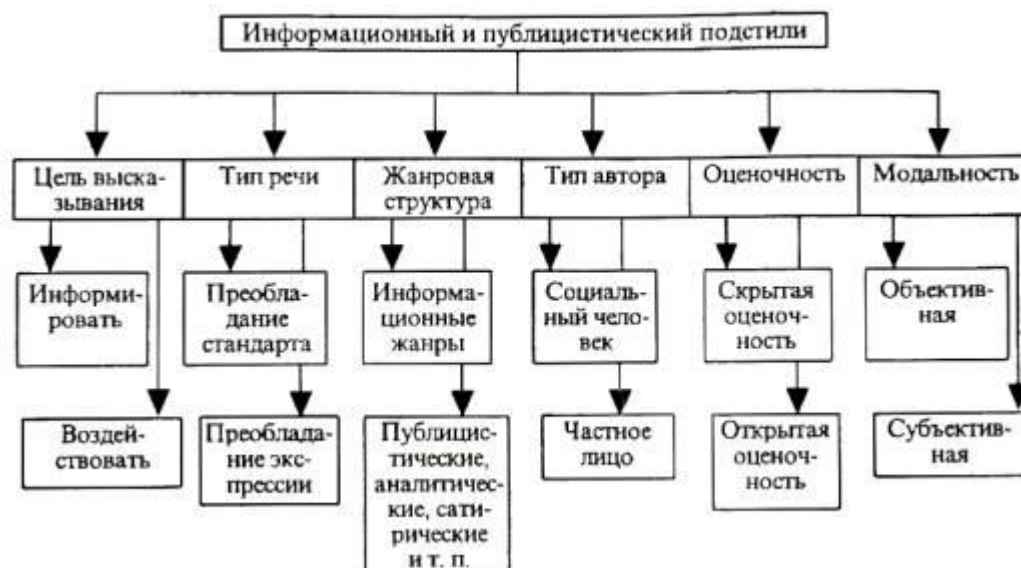 Информационный и публицистический подстили
Цель выска-
зывания
Тип речи
Жанровая
структура
Тип автора
Оценочность
Модальность
Информи-
ровать
Преобла-
дание
стандарта
Информа-
ционные
жанры
Социаль-
ный чело-
век
Скрытая
оценоч-
ность
Объектив-
ная
Воздей-
ствовать
Преоблада-
ние экс-
прессии
Публицис-
тические,
аналитичес-
кие, сати-
рические
и т. п.
Частное
лицо
Открытая
оценоч-
ность
Субъектив-
ная